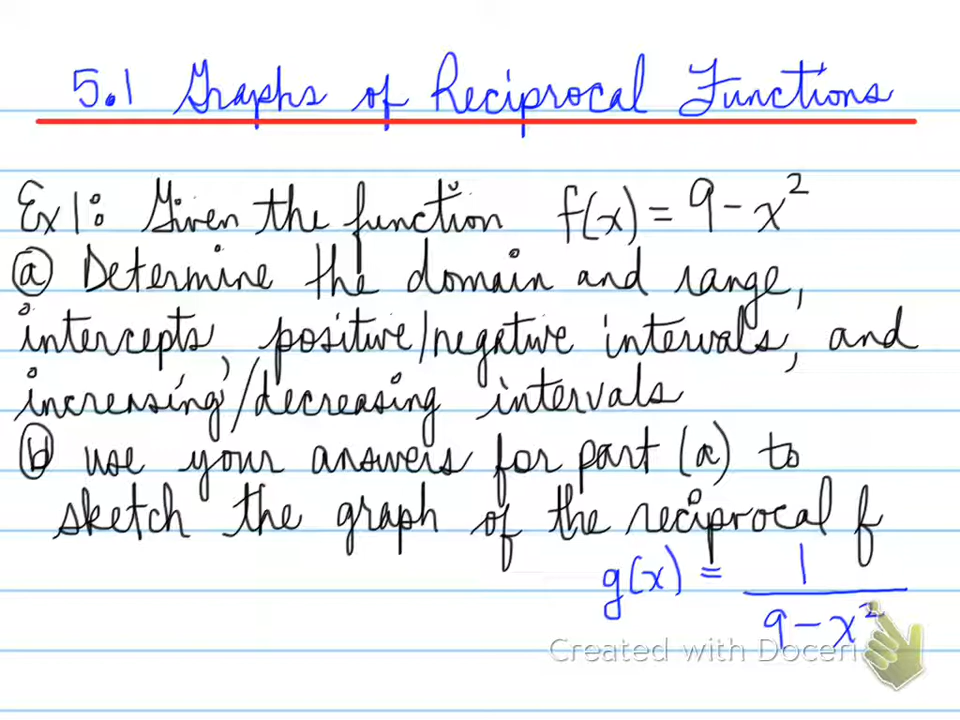 5.1 Graphs of Reciprocal Functions
Ex1: Given the function f(x) = 9 - x²
(a) Determine the domain and range,
intercepts, positive/negative intervals, and
increasing/decreasing intervals
(b) use your answers for part (a) to
sketch the graph of the reciprocal f
g(x) = 1
9 - x²
Created with Doceri